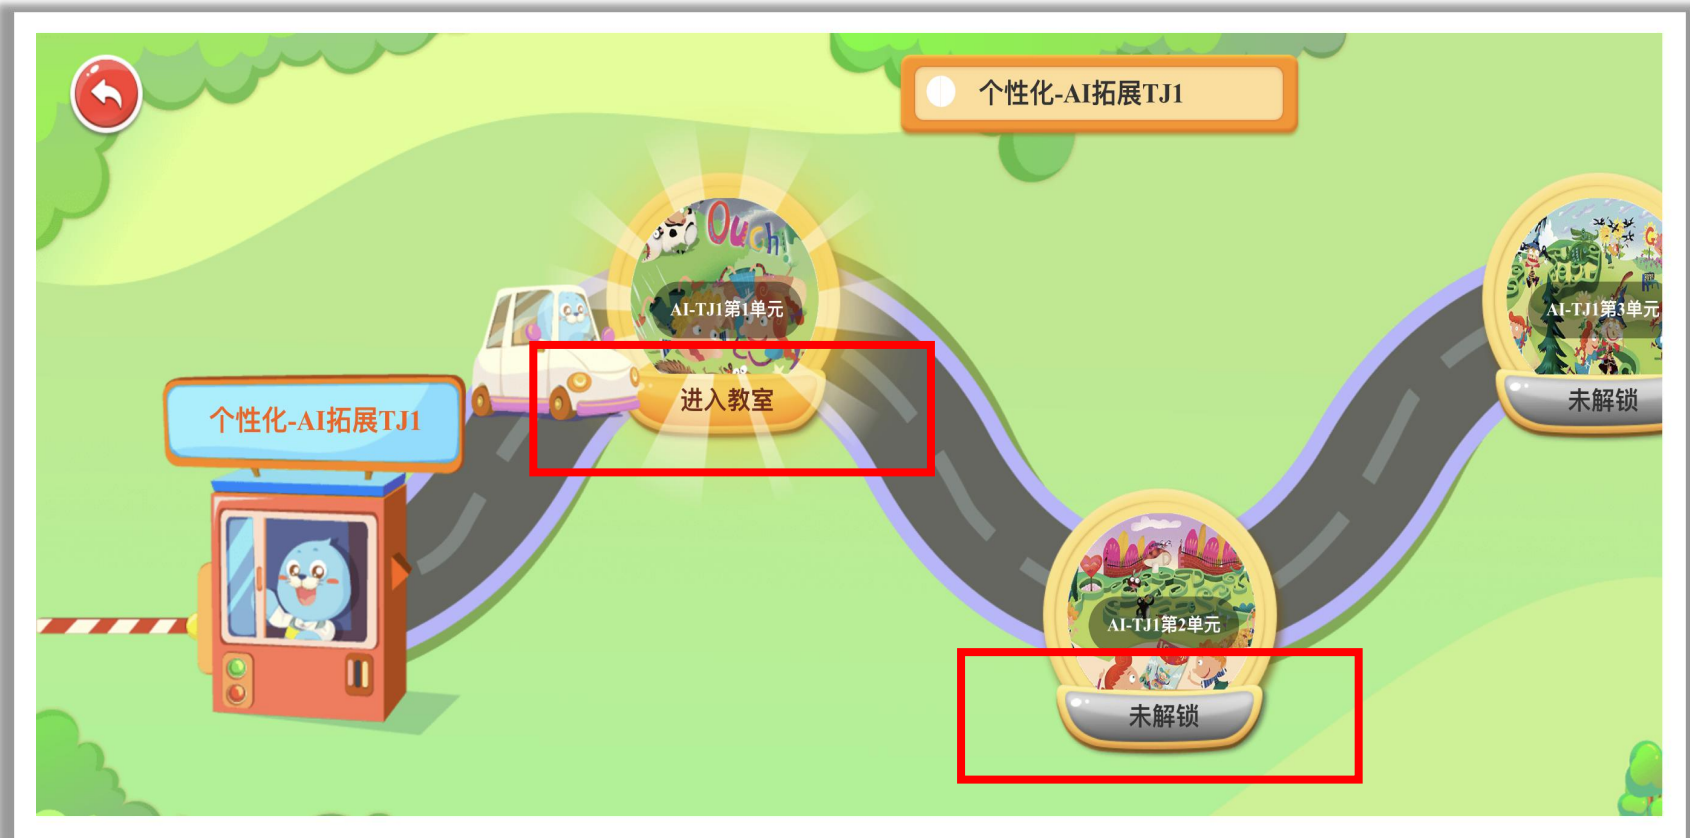 个性化-AI拓展TJ1
Ouch!
AI-TJ1第1单元
进入教室
个性化-AI拓展TJ1
AI-TJ1第2单元
未解锁
AI-TJ1第3单元
未解锁